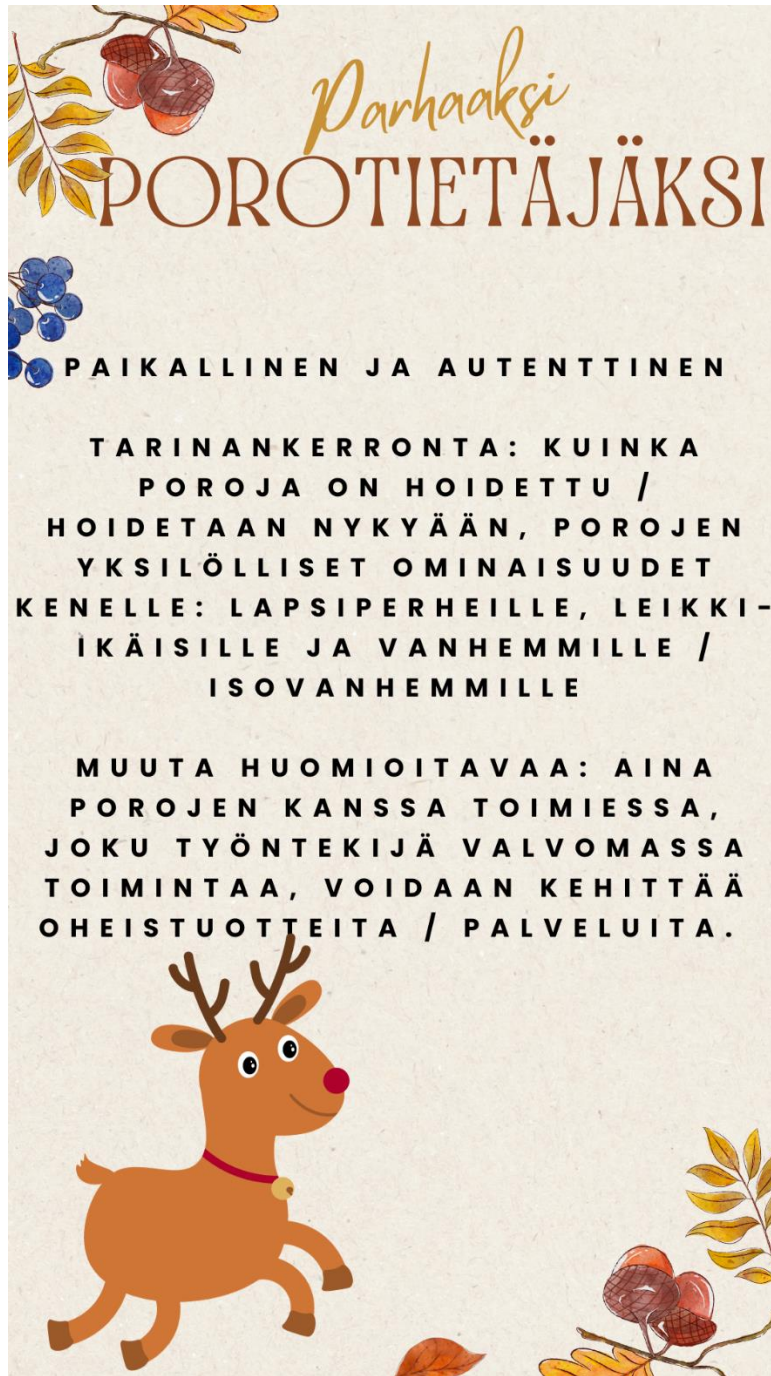 Parhaaksi
POROTIETÄJÄKSI
PAIKALLINEN JA AUTENTTINEN
TARINANKERRONTA: KUINKA
POROJA ON HOIDETTU /
HOIDETAAN NYKYÄÄN, POROJEN
YKSILÖLLISET OMINAISUUDET
KENELLE: LAPSIPERHEILLE, LEIKKI-
IKÄISILLE JA VANHEMMILLE /
ISOVANHEMMILLE
MUUTA HUOMIOITAVAA: AINA
POROJEN KANSSA TOIMIESSA,
JOKU TYÖNTEKIJÄ VALVOMASSA
TOIMINTAA, VOIDAAN KEHITTÄÄ
OHEISTUOTTEITA / PALVELUITA.